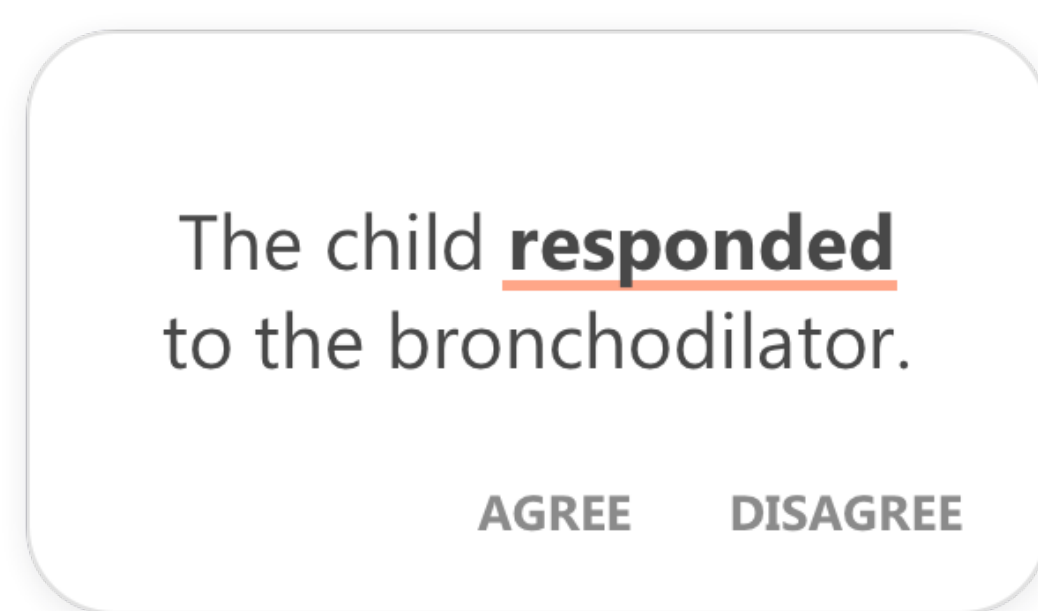 The child responded
to the bronchodilator.
AGREE DISAGREE